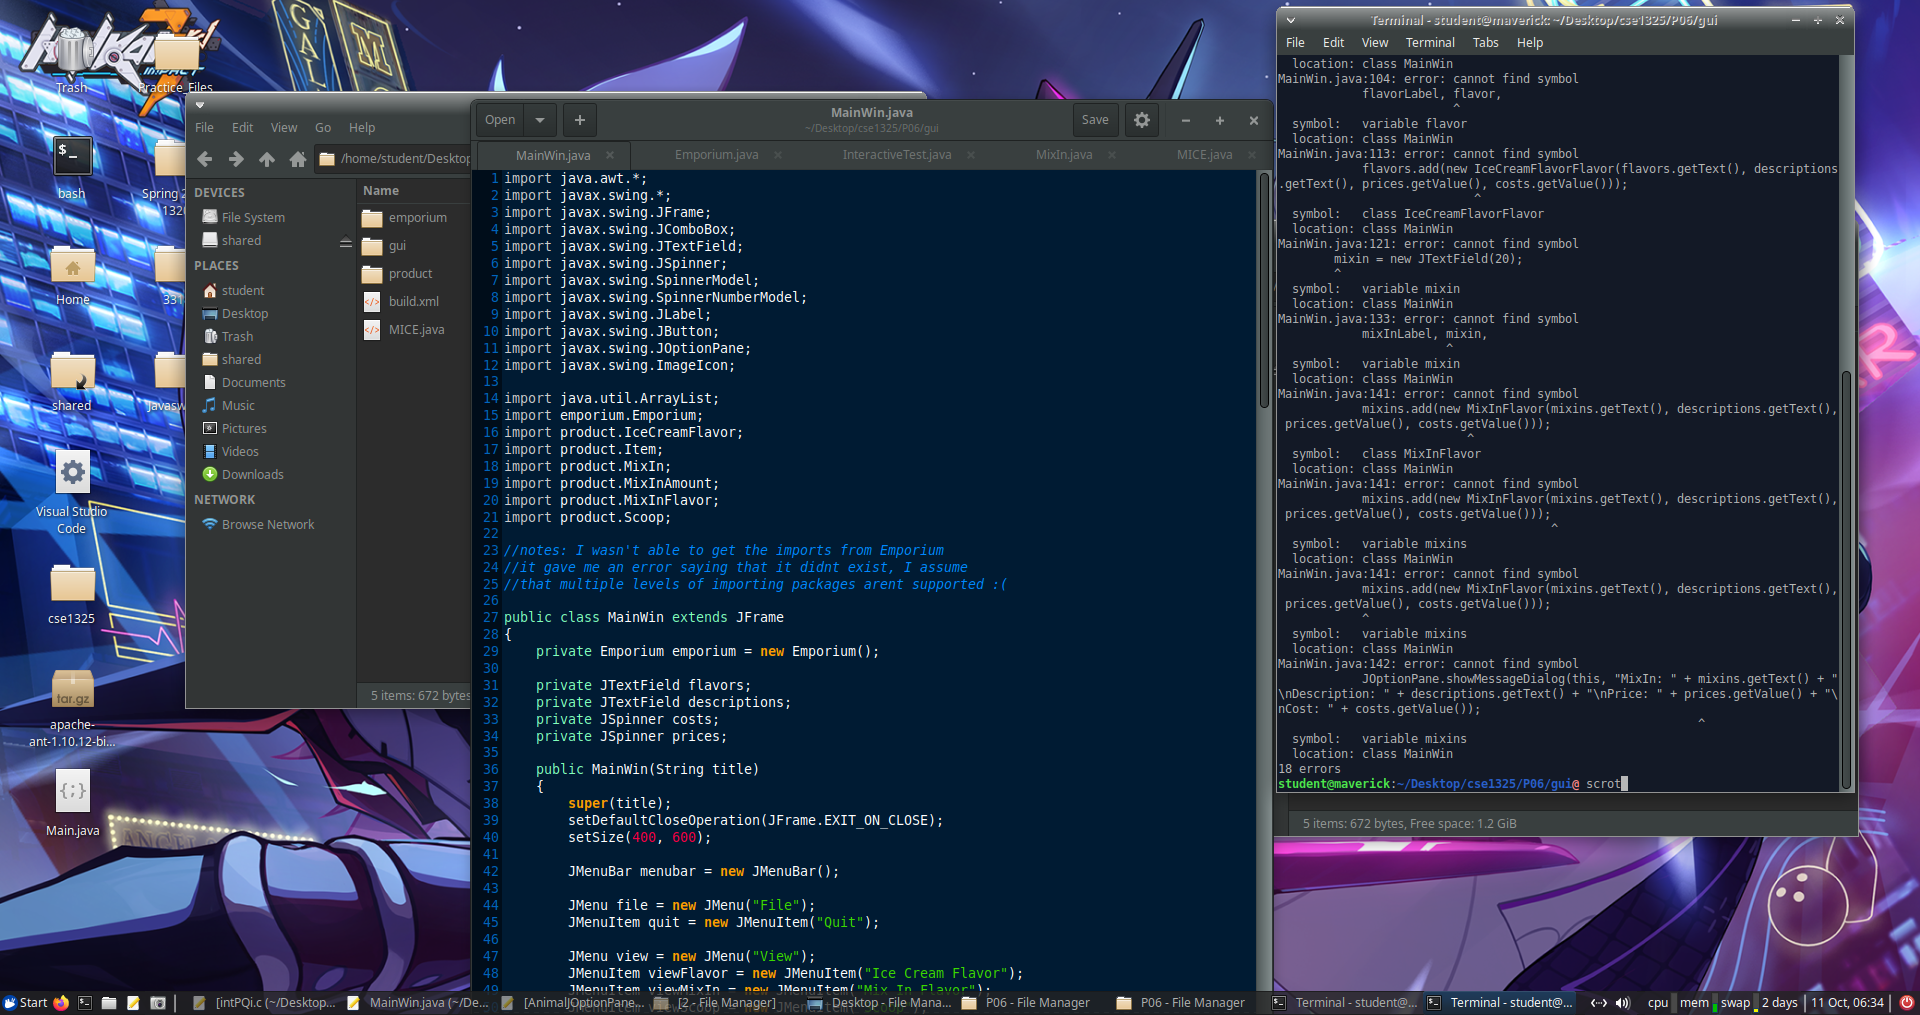 Trash
Practice_Files
bash
Spring 2
132
Home
331
shared
Javasw
Visual Studio
Code
cse1325
tar.gz
apache-
ant-1.10.12-bi...
{;}
Main.java
File Edit View Go Help
/home/student/Desktop
DEVICES
File System
shared
PLACES
student
Desktop
Trash
shared
Documents
Music
Pictures
Videos
Downloads
NETWORK
Browse Network
Name
emporium
gui
product
build.xml
MICE.java
5 items: 672 bytes
Open
MainWin.java
~/Desktop/cse1325/P06/gui
Save
MainWin.java Emporium.java InteractiveTest.java MixIn.java MICE.java
1 import java.awt.*;
2 import javax.swing.*;
3 import javax.swing.JFrame;
4 import javax.swing.JComboBox;
5 import javax.swing.JTextField;
6 import javax.swing.JSpinner;
7 import javax.swing.SpinnerModel;
8 import javax.swing.SpinnerNumberModel;
9 import javax.swing.JLabel;
10 import javax.swing.JButton;
11 import javax.swing.JOptionPane;
12 import javax.swing.ImageIcon;
13
14 import java.util.ArrayList;
15 import emporium.Emporium;
16 import product.IceCreamFlavor;
17 import product.Item;
18 import product.MixIn;
19 import product.MixInAmount;
20 import product.MixInFlavor;
21 import product.Scoop;
22
23 //notes: I wasn't able to get the imports from Emporium
24 //it gave me an error saying that it didnt exist, I assume
25 //that multiple levels of importing packages arent supported :(
26
27 public class MainWin extends JFrame
28 {
29 private Emporium emporium = new Emporium();
30
31 private JTextField flavors;
32 private JTextField descriptions;
33 private JSpinner costs;
34 private JSpinner prices;
35
36 public MainWin(String title)
37 {
38 super(title);
39 setDefaultCloseOperation(JFrame.EXIT_ON_CLOSE);
40 setSize(400, 600);
41
42 JMenuBar menubar = new JMenuBar();
43
44 JMenu file = new JMenu("File");
45 JMenuItem quit = new JMenuItem("Quit");
46
47 JMenu view = new JMenu("View");
48 JMenuItem viewFlavor = new JMenuItem("Ice Cream Flavor");
JMenuItem viewMixIn = new JMenuItem("Mix In Flavor");
Terminal - student@maverick: ~/Desktop/cse1325/P06/gui
File Edit View Terminal Tabs Help
location: class MainWin
MainWin.java:104: error: cannot find symbol
flavorLabel, flavor,
^
symbol: variable flavor
location: class MainWin
MainWin.java:113: error: cannot find symbol
flavors.add(new IceCreamFlavorFlavor(flavors.getText(), descriptions
.getText(), prices.getValue(), costs.getValue()));
^
symbol: class IceCreamFlavorFlavor
location: class MainWin
MainWin.java:121: error: cannot find symbol
mixin = new JTextField(20);
^
symbol: variable mixin
location: class MainWin
MainWin.java:133: error: cannot find symbol
mixInLabel, mixin,
^
symbol: variable mixin
location: class MainWin
MainWin.java:141: error: cannot find symbol
mixins.add(new MixInFlavor(mixins.getText(), descriptions.getText(),
prices.getValue(), costs.getValue()));
^
symbol: class MixInFlavor
location: class MainWin
MainWin.java:141: error: cannot find symbol
mixins.add(new MixInFlavor(mixins.getText(), descriptions.getText(),
prices.getValue(), costs.getValue()));
^
symbol: variable mixins
location: class MainWin
MainWin.java:141: error: cannot find symbol
mixins.add(new MixInFlavor(mixins.getText(), descriptions.getText(),
prices.getValue(), costs.getValue()));
^
symbol: variable mixins
location: class MainWin
MainWin.java:142: error: cannot find symbol
JOptionPane.showMessageDialog(this, "MixIn: " + mixins.getText() + "
\nDescription: " + descriptions.getText() + "\nPrice: " + prices.getValue() + "\
nCost: " + costs.getValue());
^
symbol: variable mixins
location: class MainWin
18 errors
student@maverick:~/Desktop/cse1325/P06/gui@ scrot
5 items: 672 bytes, Free space: 1.2 GiB
Start
[intPQi.c (~/Desktop...
MainWin.java (~/De...
[AnimalJOptionPane...
[2 - File Manager]
Desktop - File Mana...
P06 - File Manager
P06 - File Manager
Terminal - student@...
Terminal - student@...
cpu mem swap 2 days 11 Oct, 06:34